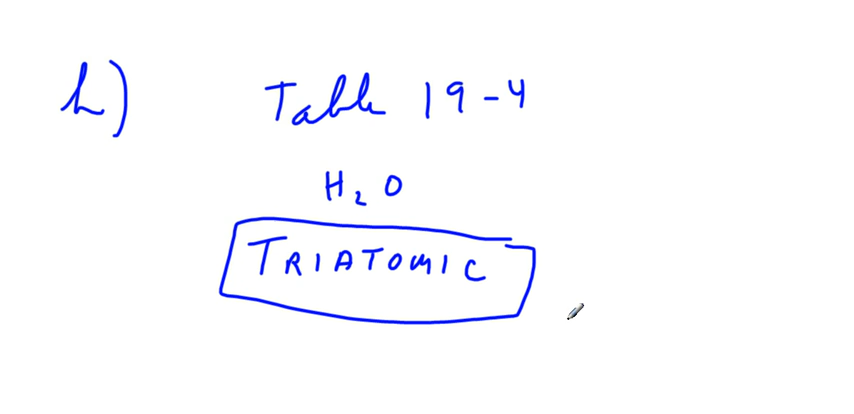 h) Table 19-4
H₂O
TRIATOMIC